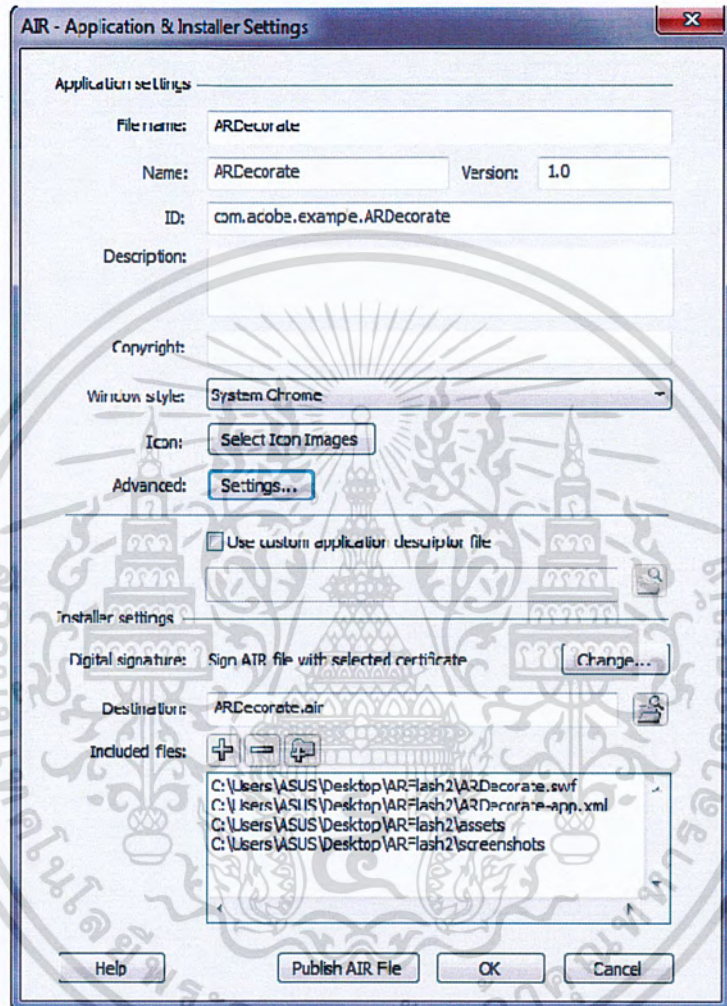 AIR - Application & Installer Settings
Application settings
File name: ARDecorate
Name: ARDecorate Version: 1.0
ID: com.adobe.example.ARDecorate
Description:
Copyright:
Window style: System Chrome
Icon: Select Icon Images
Advanced: Settings...
Use custom application descriptor file
Installer settings
Digital signature: Sign AIR file with selected certificate Change...
Destination: ARDecorate.air
Included files:
C:\Users\ASUS\Desktop\ARFlash2\ARDecorate.swf
C:\Users\ASUS\Desktop\ARFlash2\ARDecorate-app.xml
C:\Users\ASUS\Desktop\ARFlash2\assets
C:\Users\ASUS\Desktop\ARFlash2\screenshots
Help Publish AIR File OK Cancel